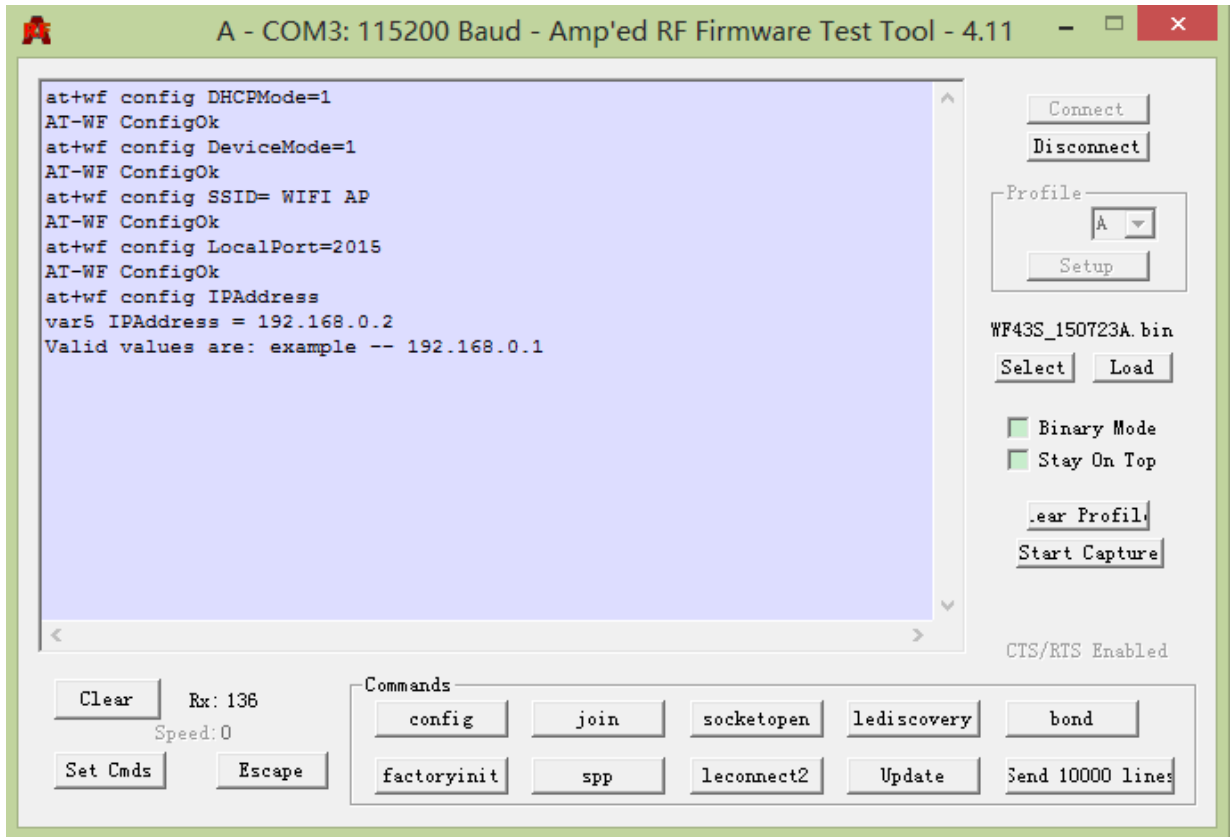 A - COM3: 115200 Baud - Amp'ed RF Firmware Test Tool - 4.11
at+wf config DHCPMode=1
AT-WF ConfigOk
at+wf config DeviceMode=1
AT-WF ConfigOk
at+wf config SSID= WIFI AP
AT-WF ConfigOk
at+wf config LocalPort=2015
AT-WF ConfigOk
at+wf config IPAddress
var5 IPAddress = 192.168.0.2
Valid values are: example -- 192.168.0.1
Connect
Disconnect
Profile
A
Setup
WF43S_150723A.bin
Select Load
Binary Mode
Stay On Top
.ear Profil
Start Capture
CTS/RTS Enabled
Clear Rx: 136
Speed: 0
Set Cmds Escape
Commands
config join socketopen lediscovery bond
factoryinit spp leconnect2 Update Send 10000 lines